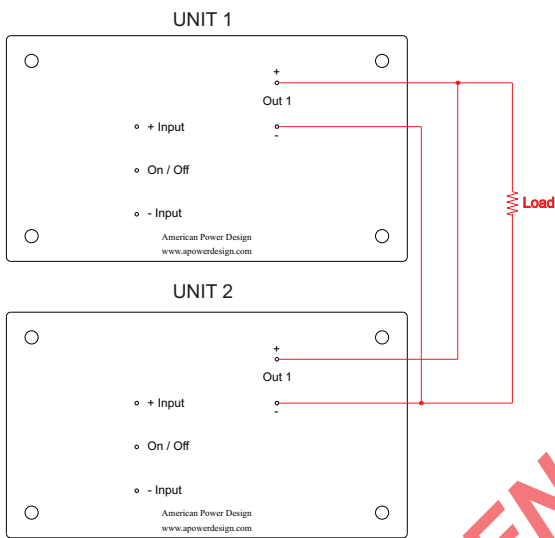 UNIT 1
+
Out 1
-
+ Input
On / Off
- Input
American Power Design
www.apowerdesign.com
Load
UNIT 2
+
Out 1
-
+ Input
On / Off
- Input
American Power Design
www.apowerdesign.com
EN